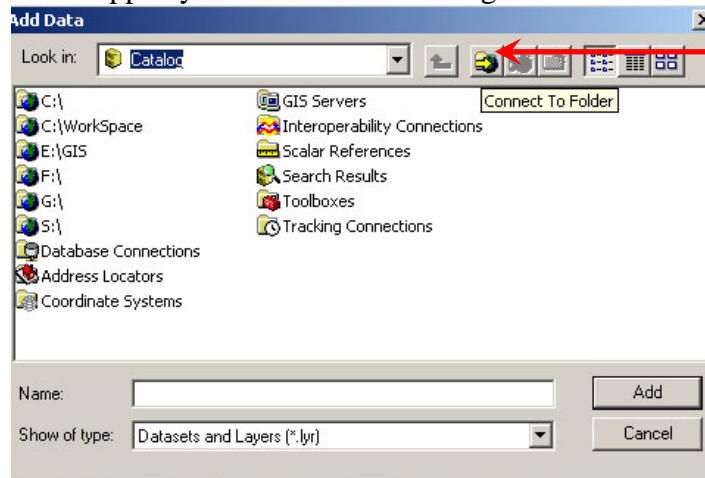 Add Data
Look in: Catalog
Connect To Folder
C:\
C:\WorkSpace
E:\GIS
F:\
G:\
S:\
Database Connections
Address Locators
Coordinate Systems
GIS Servers
Interoperability Connections
Scalar References
Search Results
Toolboxes
Tracking Connections
Name:
Add
Show of type: Datasets and Layers (*.lyr)
Cancel